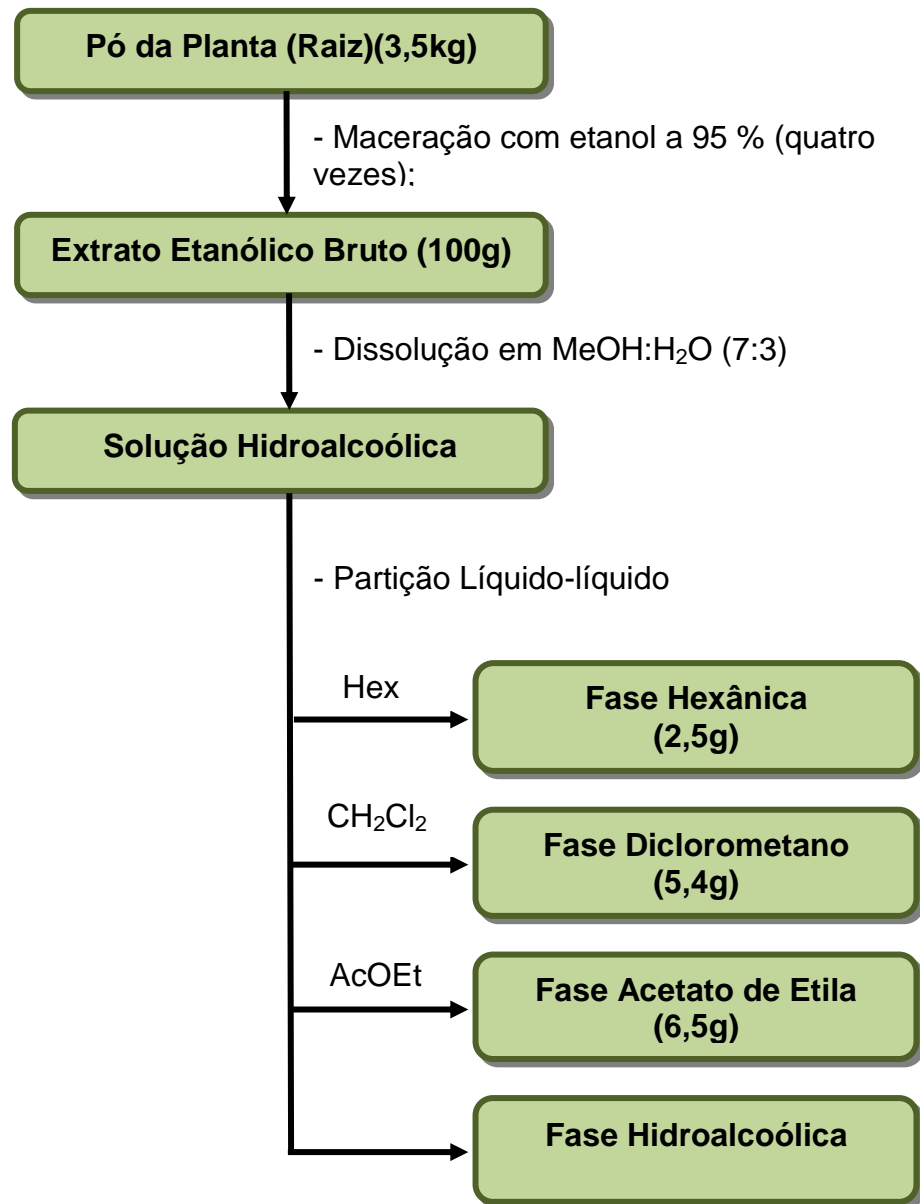 Pó da Planta (Raiz)(3,5kg)
- Maceração com etanol a 95 % (quatro
vezes);
Extrato Etanólico Bruto (100g)
- Dissolução em MeOH:H₂O (7:3)
Solução Hidroalcoólica
- Partição Líquido-líquido
Hex
Fase Hexânica
(2,5g)
CH₂Cl₂
Fase Diclorometano
(5,4g)
AcOEt
Fase Acetato de Etila
(6,5g)
Fase Hidroalcoólica